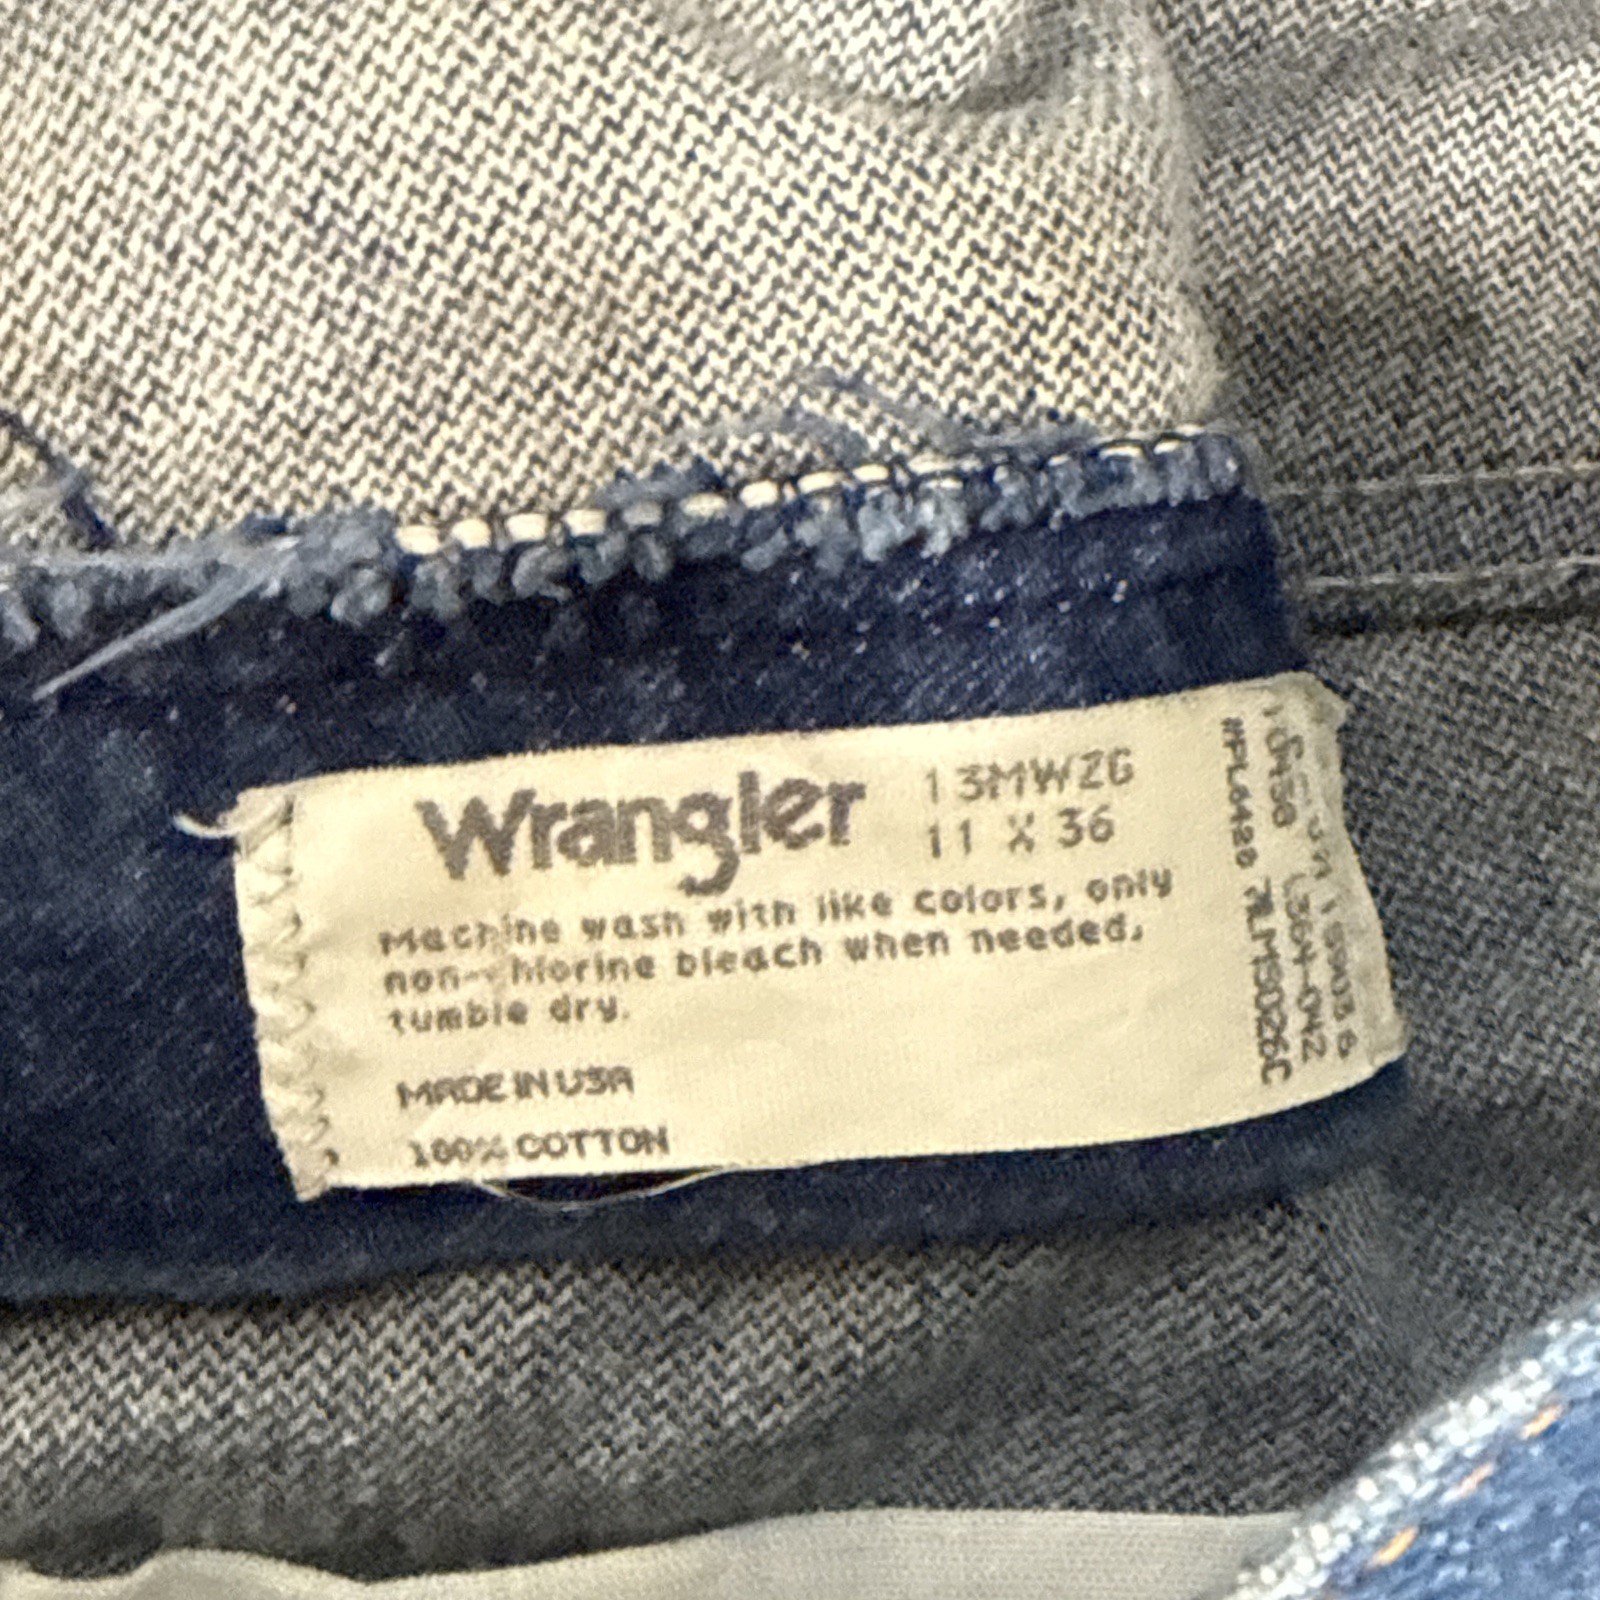 Wrangler
13MWZG
11 X 36
Machine wash with like colors, only
non-chlorine bleach when needed,
tumble dry.
MADE IN USA
100% COTTON